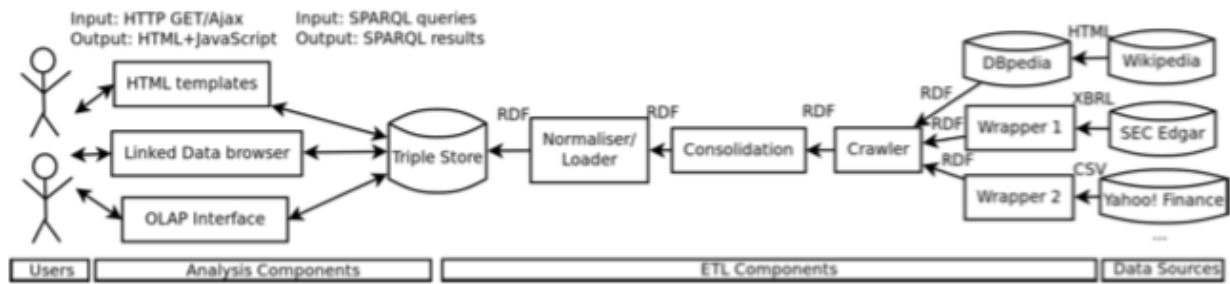 Input: HTTP GET/Ajax
Output: HTML+JavaScript
Input: SPARQL queries
Output: SPARQL results
HTML templates
Linked Data browser
OLAP Interface
Triple Store
RDF
Normaliser/
Loader
RDF
Consolidation
RDF
Crawler
RDF
RDF
RDF
DBpedia
HTML
Wikipedia
Wrapper 1
XBRL
SEC Edgar
Wrapper 2
CSV
Yahoo! Finance
...
Users
Analysis Components
ETL Components
Data Sources